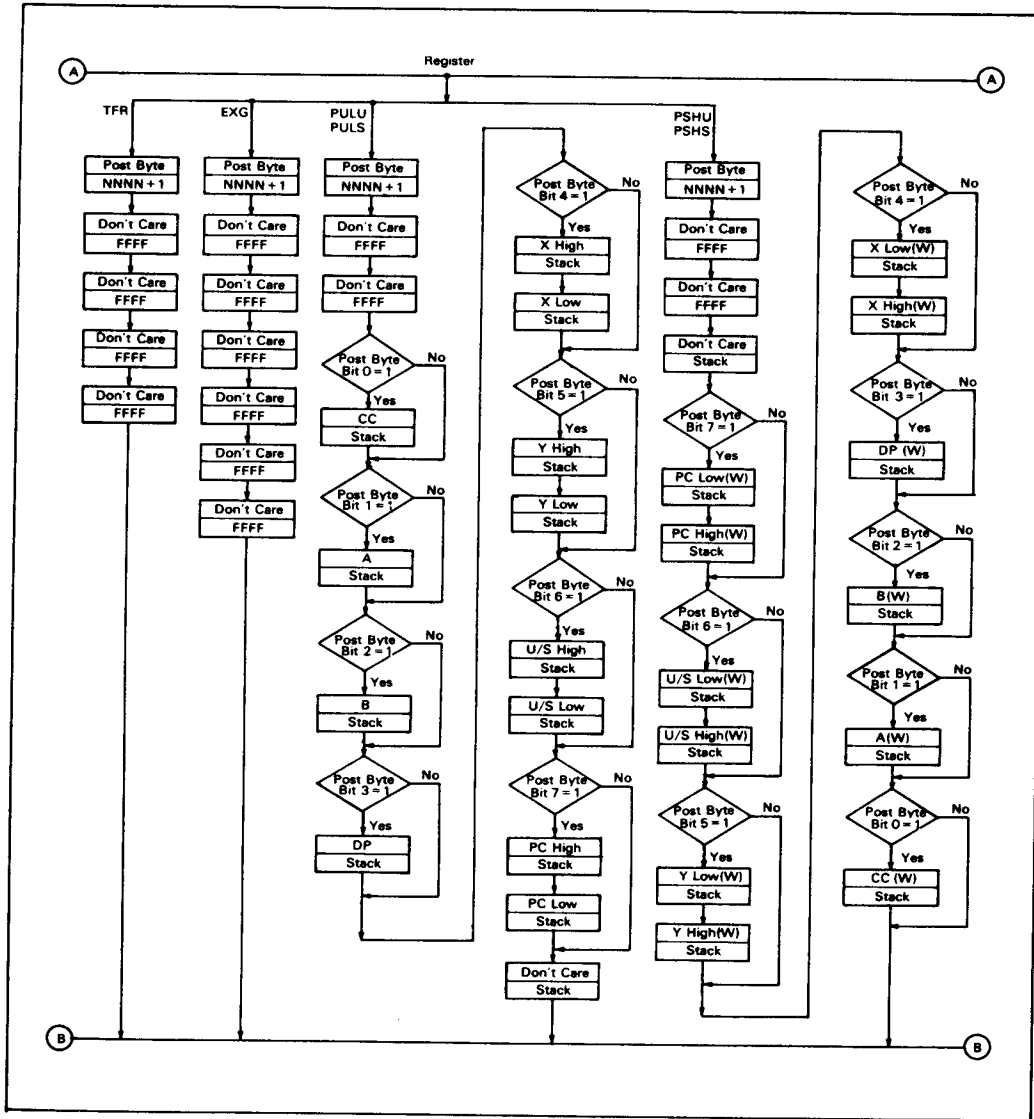 Register
A
A
TFR
Post Byte
NNNN + 1
Don't Care
FFFF
Don't Care
FFFF
Don't Care
FFFF
Don't Care
FFFF
EXG
Post Byte
NNNN + 1
Don't Care
FFFF
Don't Care
FFFF
Don't Care
FFFF
Don't Care
FFFF
Don't Care
FFFF
Don't Care
FFFF
PULU
PULS
Post Byte
NNNN + 1
Don't Care
FFFF
Don't Care
FFFF
Post Byte
Bit 0 = 1
No
Yes
CC
Stack
Post Byte
Bit 1 = 1
No
Yes
A
Stack
Post Byte
Bit 2 = 1
No
Yes
B
Stack
Post Byte
Bit 3 = 1
No
Yes
DP
Stack
Post Byte
Bit 4 = 1
No
Yes
X High
Stack
X Low
Stack
Post Byte
Bit 5 = 1
No
Yes
Y High
Stack
Y Low
Stack
Post Byte
Bit 6 = 1
No
Yes
U/S High
Stack
U/S Low
Stack
Post Byte
Bit 7 = 1
No
Yes
PC High
Stack
PC Low
Stack
Don't Care
Stack
PSHU
PSHS
Post Byte
NNNN + 1
Don't Care
FFFF
Don't Care
FFFF
Don't Care
Stack
Post Byte
Bit 7 = 1
No
Yes
PC Low(W)
Stack
PC High(W)
Stack
Post Byte
Bit 6 = 1
No
Yes
U/S Low(W)
Stack
U/S High(W)
Stack
Post Byte
Bit 5 = 1
No
Yes
Y Low(W)
Stack
Y High(W)
Stack
Post Byte
Bit 4 = 1
No
Yes
X Low(W)
Stack
X High(W)
Stack
Post Byte
Bit 3 = 1
No
Yes
DP (W)
Stack
Post Byte
Bit 2 = 1
No
Yes
B (W)
Stack
Post Byte
Bit 1 = 1
No
Yes
A (W)
Stack
Post Byte
Bit 0 = 1
No
Yes
CC (W)
Stack
B
B